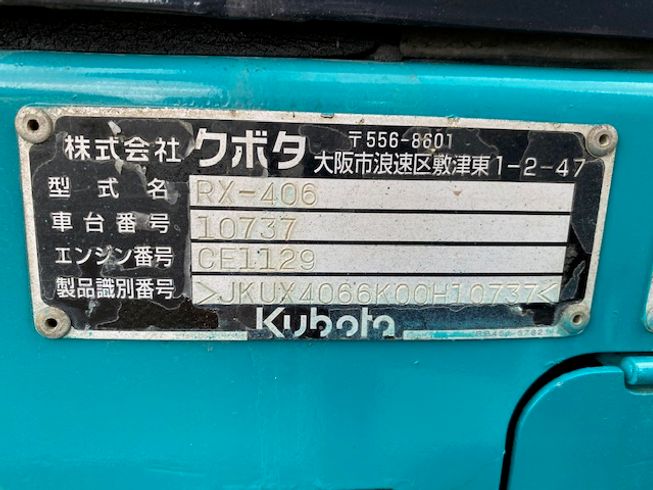 株式会社 クボタ 〒556-8601
大阪市浪速区敷津東1-2-47
型式名 RX-406
車台番号 10737
エンジン番号 CE1129
製品識別番号 >JKUX4066K00H10737<
Kubota